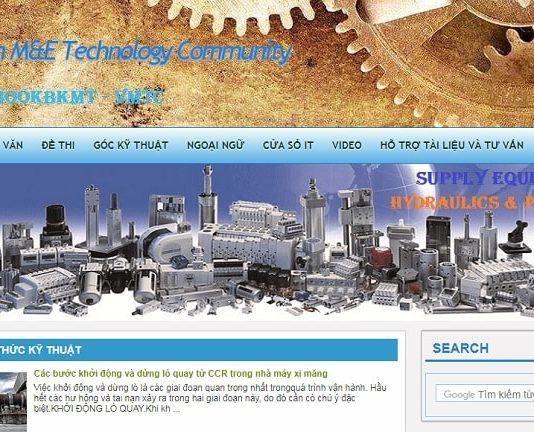 M&E Technology Community
EBOOKBKMT - VMTC
VĂN ĐỀ THI GÓC KỸ THUẬT NGOẠI NGỮ CỬA SỔ IT VIDEO HỖ TRỢ TÀI LIỆU VÀ TƯ VẤN
SUPPLY
HYDRAULICS &
THỨC KỸ THUẬT
Các bước khởi động và dừng lò quay từ CCR trong nhà máy xi măng
Việc khởi động và dừng lò là các giai đoạn quan trọng nhất trongquá trình vận hành. Hầu
hết các hư hộng và tai nạn xảy ra trong hai giai đoạn này, do đó cần có chú ý đặc
biệt.KHỞI ĐỘNG LÒ QUAY.Khi kh ...
SEARCH
Google Tìm kiếm